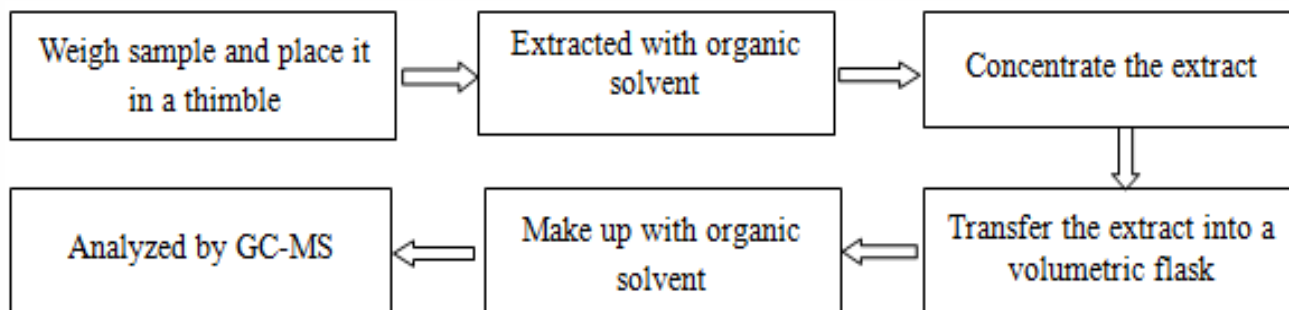 Weigh sample and place it
in a thimble
Extracted with organic
solvent
Concentrate the extract
Transfer the extract into a
volumetric flask
Make up with organic
solvent
Analyzed by GC-MS